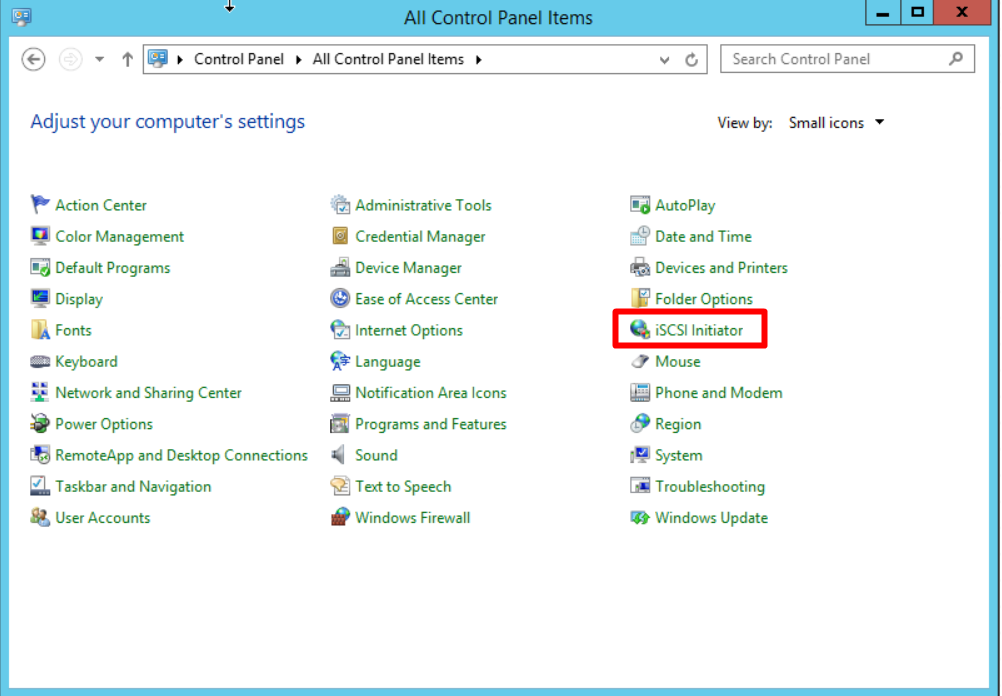 All Control Panel Items
Control Panel All Control Panel Items Search Control Panel
Adjust your computer's settings
View by: Small icons
Action Center Administrative Tools AutoPlay
Color Management Credential Manager Date and Time
Default Programs Device Manager Devices and Printers
Display Ease of Access Center Folder Options
Fonts Internet Options iSCSI Initiator
Keyboard Language Mouse
Network and Sharing Center Notification Area Icons Phone and Modem
Power Options Programs and Features Region
RemoteApp and Desktop Connections Sound System
Taskbar and Navigation Text to Speech Troubleshooting
User Accounts Windows Firewall Windows Update